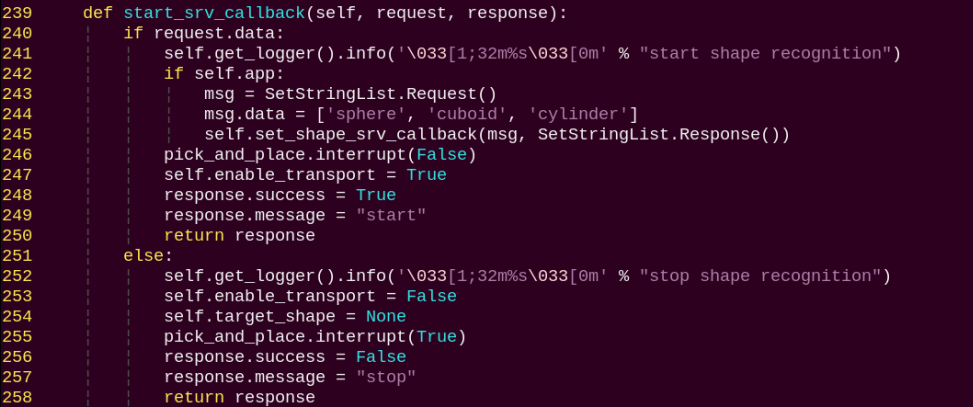 239     def start_srv_callback(self, request, response):
240         if request.data:
241             self.get_logger().info('\033[1;32m%s\033[0m' % "start shape recognition")
242             if self.app:
243                 msg = SetStringList.Request()
244                 msg.data = ['sphere', 'cuboid', 'cylinder']
245                 self.set_shape_srv_callback(msg, SetStringList.Response())
246             pick_and_place.interrupt(False)
247             self.enable_transport = True
248             response.success = True
249             response.message = "start"
250             return response
251         else:
252             self.get_logger().info('\033[1;32m%s\033[0m' % "stop shape recognition")
253             self.enable_transport = False
254             self.target_shape = None
255             pick_and_place.interrupt(True)
256             response.success = False
257             response.message = "stop"
258             return response